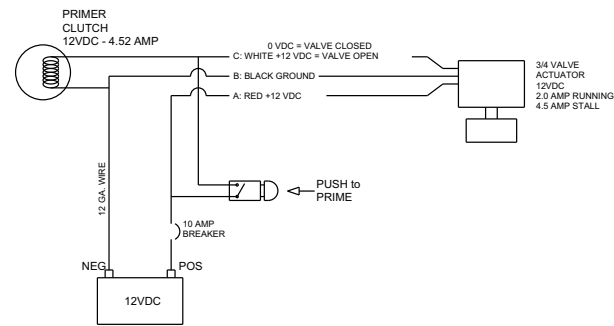 PRIMER
CLUTCH
12VDC - 4.52 AMP
0 VDC = VALVE CLOSED
C: WHITE +12 VDC = VALVE OPEN
B: BLACK GROUND
A: RED +12 VDC
3/4 VALVE
ACTUATOR
12VDC
2.0 AMP RUNNING
4.5 AMP STALL
12 GA. WIRE
PUSH to
PRIME
10 AMP
BREAKER
NEG
POS
12VDC